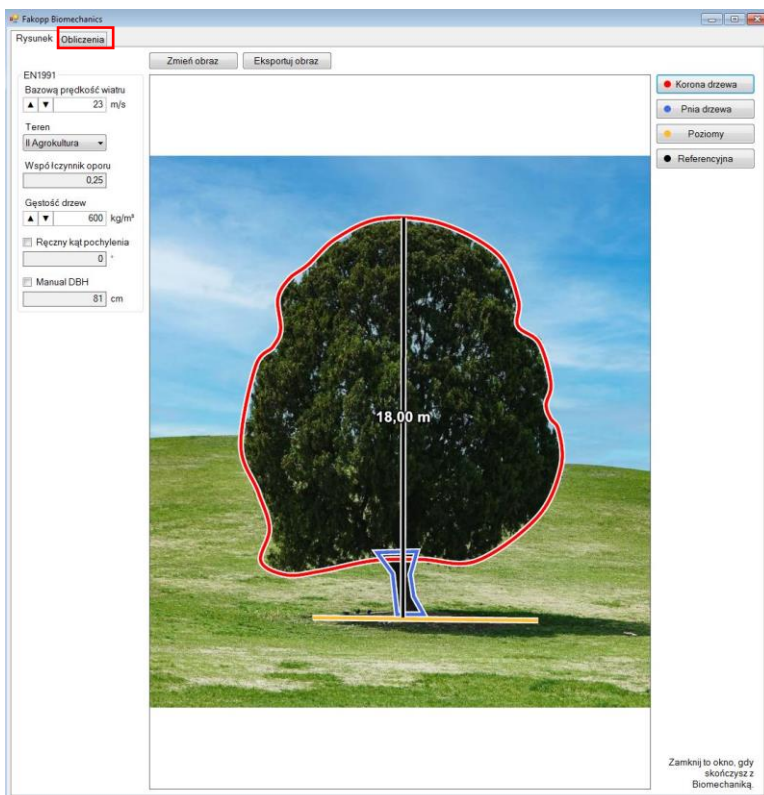 Fakopp Biomechanics
Rysunek Obliczenia
Zmień obraz Eksportuj obraz
EN1991
Bazową prędkość wiatru
23 m/s
Teren
II Agrokultura
Współczynnik oporu
0,25
Gęstość drzew
600 kg/m³
Ręczny kąt pochylenia
0 °
Manual DBH
81 cm
18,00 m
Korona drzewa
Pnia drzewa
Poziomy
Referencyjna
Zamknij to okno, gdy
skończysz z
Biomechaniką.